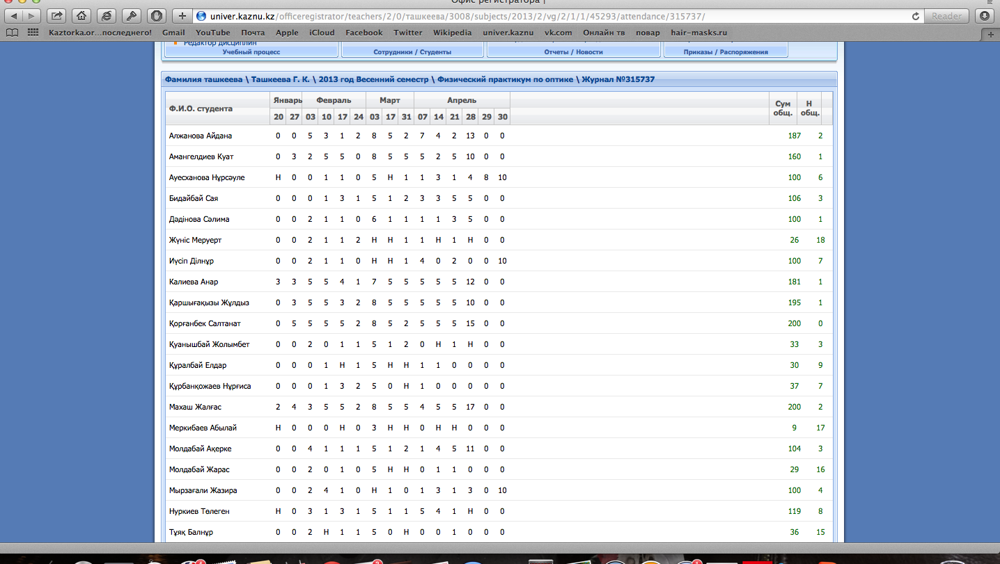 Офис регистратора |
univer.kaznu.kz/officeregistrator/teachers/2/0/ташкеева/3008/subjects/2013/2/vg/2/1/1/45293/attendance/315737/ Reader
Kaztorka.or...последнего! Gmail YouTube Почта Apple iCloud Facebook Twitter Wikipedia univer.kaznu vk.com Онлайн тв повар hair-masks.ru
Редактор дисциплин
Учебный процесс Сотрудники / Студенты Отчеты / Новости Приказы / Распоряжения
Фамилия ташкеева \ Ташкеева Г. К. \ 2013 год Весенний семестр \ Физический практикум по оптике \ Журнал №315737
Ф.И.О. студента Январь Февраль Март Апрель Сум общ. Н общ.
20 27 03 10 17 24 03 17 31 07 14 21 28 29 30
Алжанова Айдана 0 0 5 3 1 2 8 5 2 7 4 2 13 0 0 187 2
Амангелдиев Куат 0 3 2 5 5 0 8 5 5 5 2 5 10 0 0 160 1
Ауесханова Нұрсәуле Н 0 0 1 1 0 5 Н 1 1 3 1 4 8 10 100 6
Бидайбай Сая 0 0 0 1 3 1 5 1 2 3 3 5 5 0 0 106 3
Дәдінова Сәлима 0 0 2 1 1 0 6 1 1 1 1 3 5 0 0 100 1
Жүніс Меруерт 0 0 2 1 1 2 Н Н 1 1 Н 1 Н 0 0 26 18
Иүсіп Ділнұр 0 0 2 1 1 0 Н Н 1 4 0 2 0 0 10 100 7
Калиева Анар 3 3 5 5 4 1 7 5 5 5 5 5 12 0 0 181 1
Қаршығақызы Жұлдыз 0 3 5 5 3 2 8 5 5 5 5 5 10 0 0 195 1
Қорғанбек Салтанат 0 5 5 5 5 2 8 5 2 5 5 5 15 0 0 200 0
Қуанышбай Жолымбет 0 0 2 0 1 1 5 1 2 0 Н 1 Н 0 0 33 3
Құралбай Елдар 0 0 0 1 Н 1 5 Н Н 1 1 0 0 0 0 30 9
Құрбанқожаев Нұрғиса 0 0 0 1 3 2 5 0 Н 1 0 0 0 0 0 37 7
Махаш Жалғас 2 4 3 5 5 2 8 5 5 4 5 5 17 0 0 200 2
Меркибаев Абылай Н 0 0 0 Н 0 3 Н Н 0 Н Н 0 0 0 9 17
Молдабай Ақерке 0 0 4 1 1 1 5 1 2 1 4 5 11 0 0 104 3
Молдабай Жарас 0 0 2 0 1 0 5 Н Н 0 1 1 0 0 0 29 16
Мырзағали Жазира 0 0 2 4 1 0 Н 1 0 1 3 1 3 0 10 100 4
Нуркиев Төлеген Н 0 3 1 3 1 5 1 1 5 4 1 Н 0 0 119 8
Тұяқ Балнұр 0 0 2 Н 1 1 5 0 Н 0 0 1 0 0 0 36 15